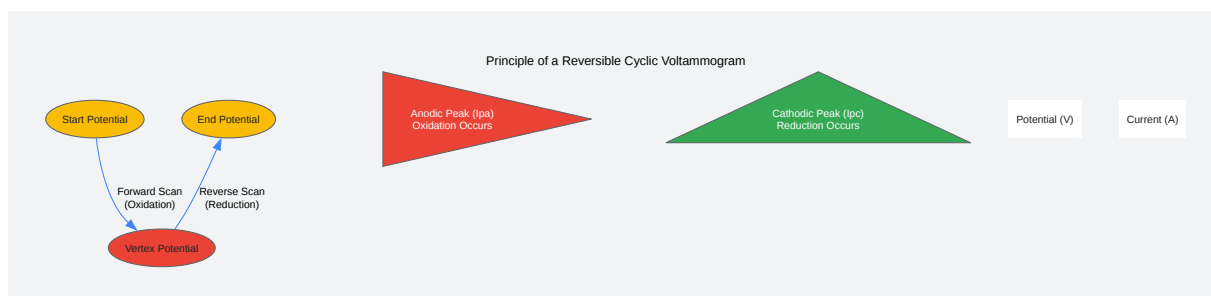 Principle of a Reversible Cyclic Voltammogram
Start Potential
End Potential
Anodic Peak (Ipa)
Oxidation Occurs
Cathodic Peak (Ipc)
Reduction Occurs
Potential (V)
Current (A)
Forward Scan
(Oxidation)
Reverse Scan
(Reduction)
Vertex Potential